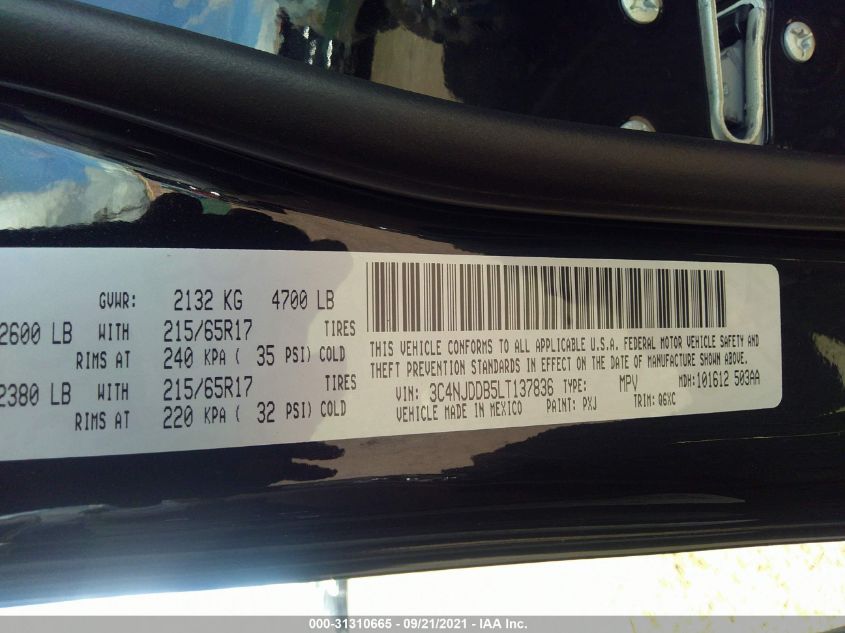 GVWR: 2132 KG 4700 LB
2600 LB WITH 215/65R17 TIRES
RIMS AT 240 KPA ( 35 PSI) COLD
2380 LB WITH 215/65R17 TIRES
RIMS AT 220 KPA ( 32 PSI) COLD
THIS VEHICLE CONFORMS TO ALL APPLICABLE U.S.A. FEDERAL MOTOR VEHICLE SAFETY AND
THEFT PREVENTION STANDARDS IN EFFECT ON THE DATE OF MANUFACTURE SHOWN ABOVE.
VIN: 3C4NJDDB5LT137836 TYPE: MPV MDH: 101612 503AA
VEHICLE MADE IN MEXICO PAINT: PXJ TRIM: Q6XC
000-31310665 - 09/21/2021 - IAA Inc.